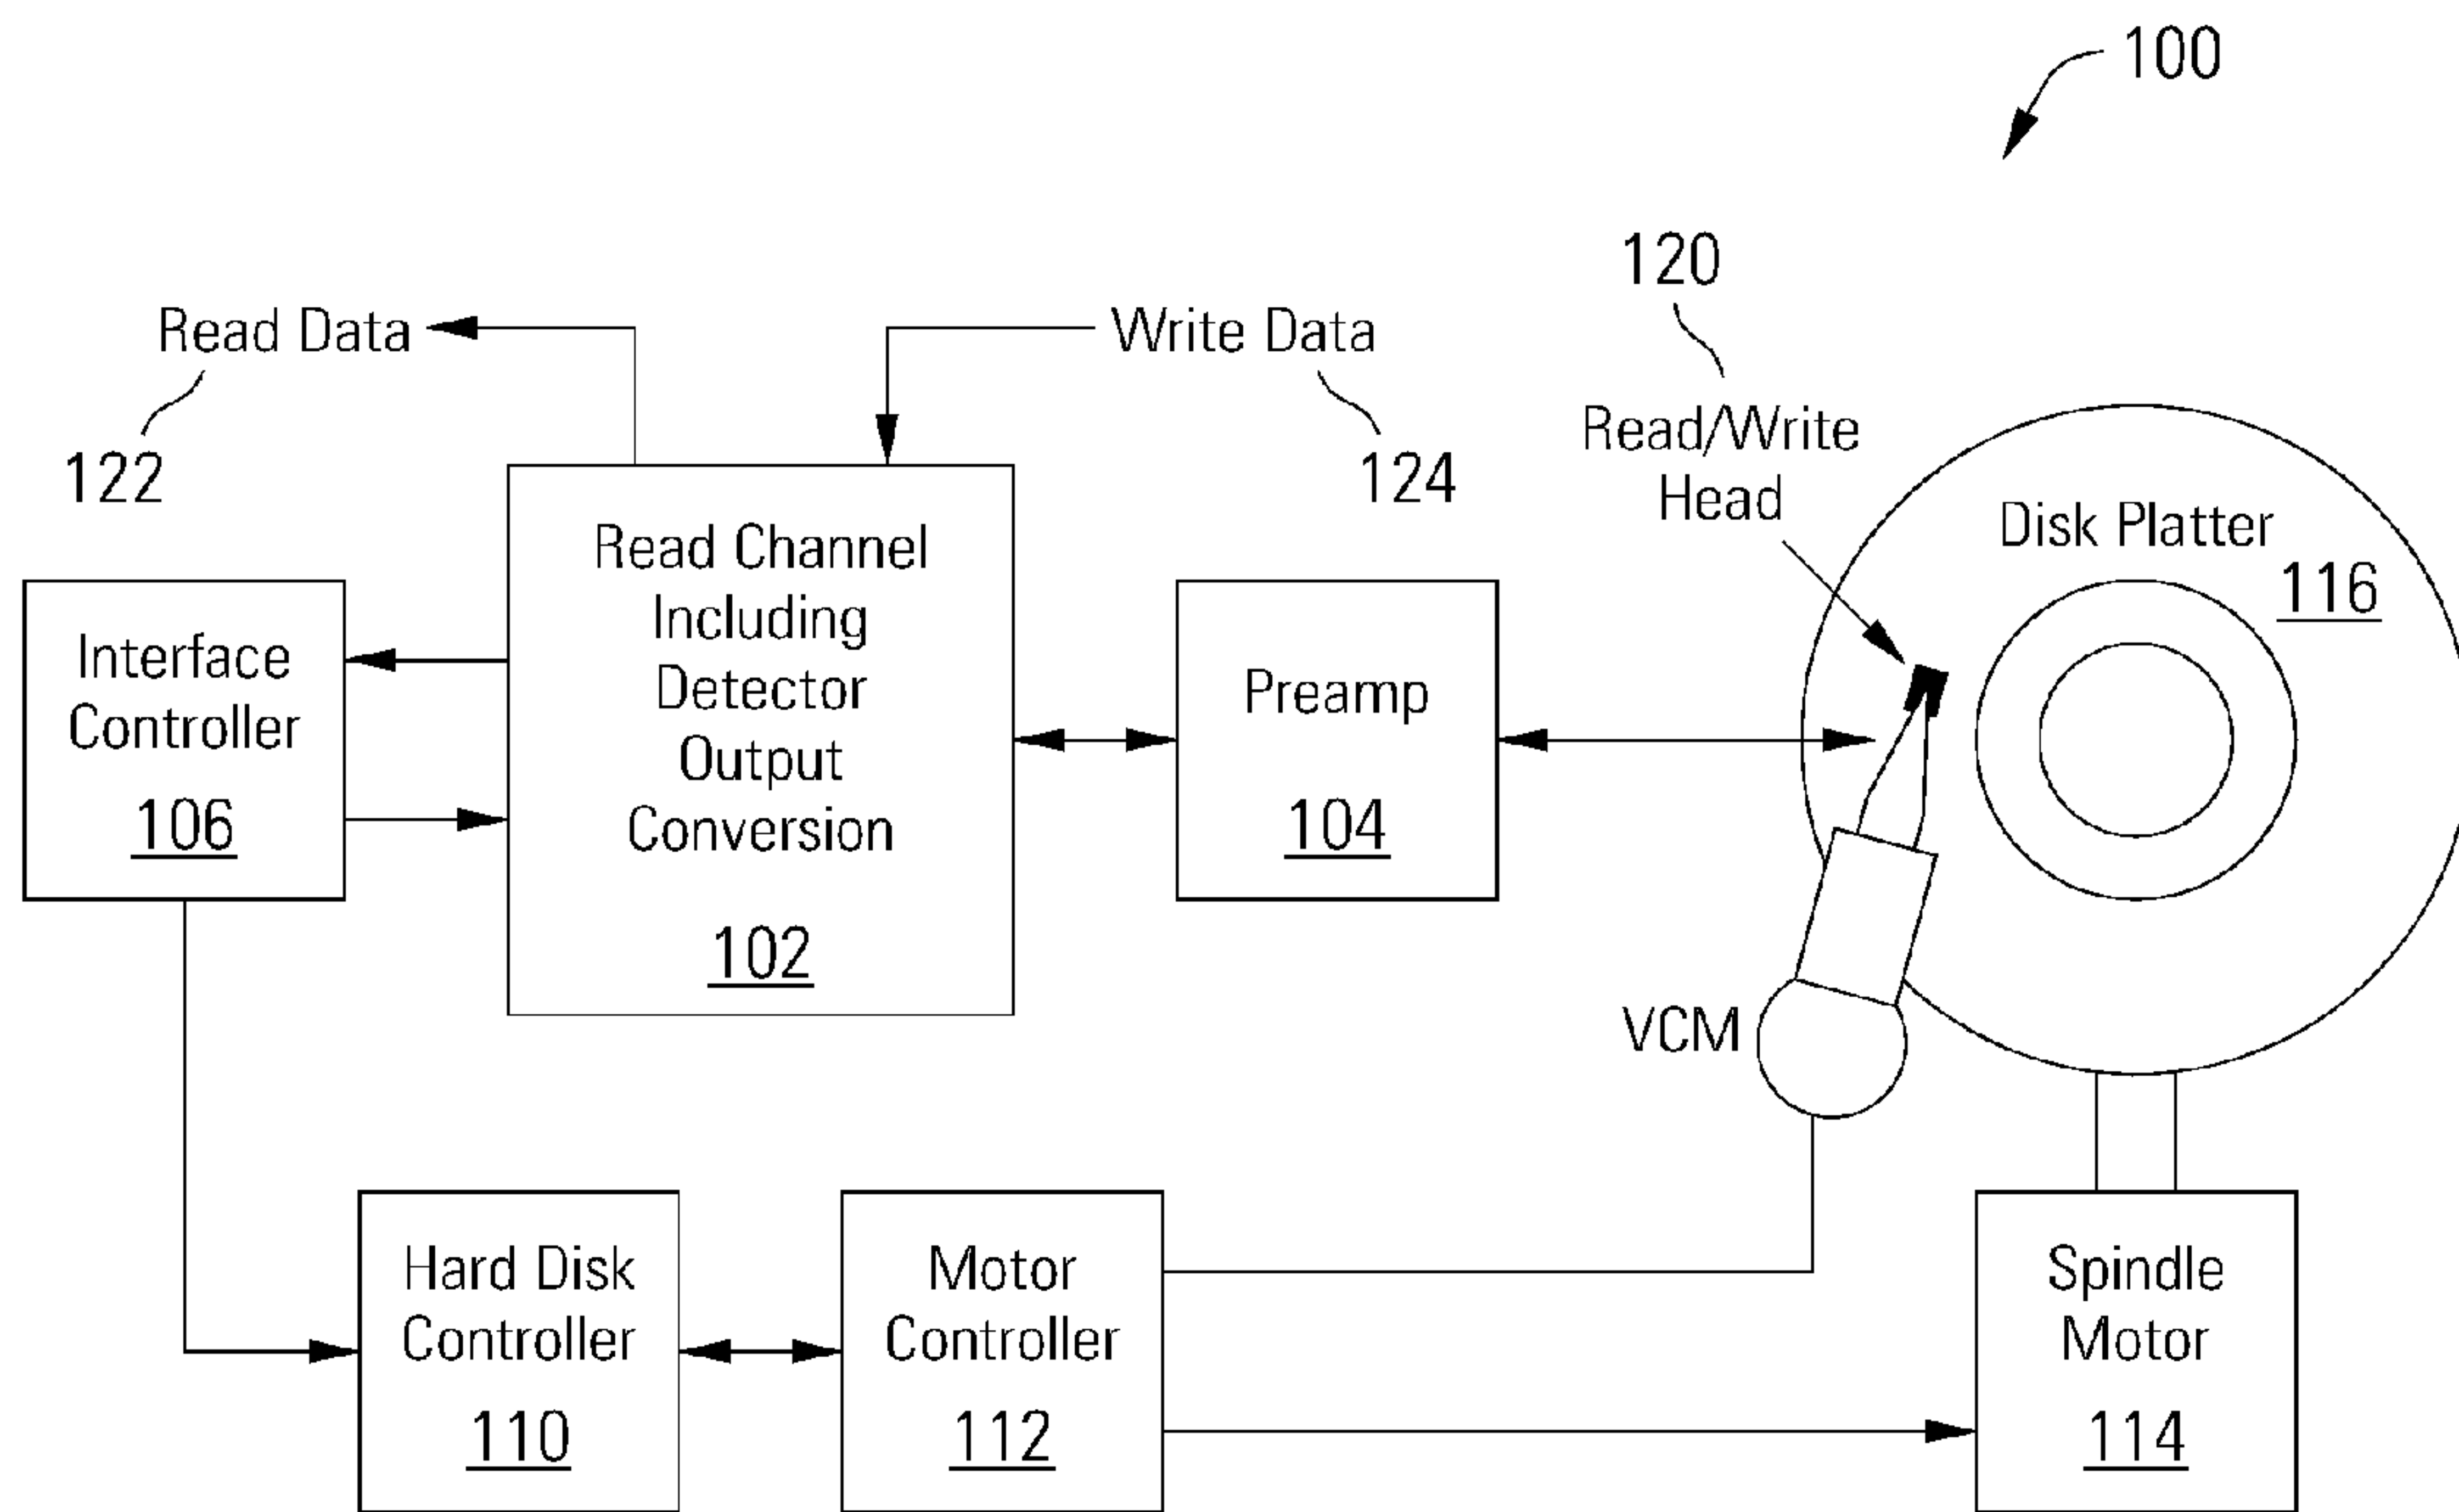 100
120
Read Data
Write Data
122
124
Read/Write
Head
Disk Platter
116
Read Channel
Including
Detector
Output
Conversion
102
Interface
Controller
106
Preamp
104
VCM
Hard Disk
Controller
110
Motor
Controller
112
Spindle
Motor
114